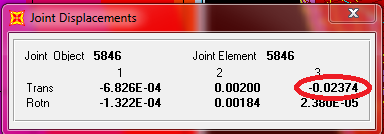 Joint Displacements
Joint Object 5846 Joint Element 5846
1 2 3
Trans -6.826E-04 0.00200 -0.02374
Rotn -1.322E-04 0.00184 2.380E-05